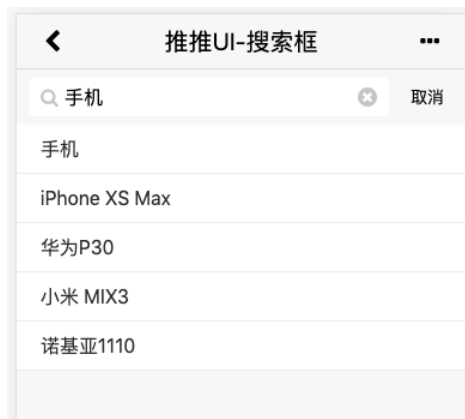 推推UI-搜索框
手机 取消
手机
iPhone XS Max
华为P30
小米 MIX3
诺基亚1110